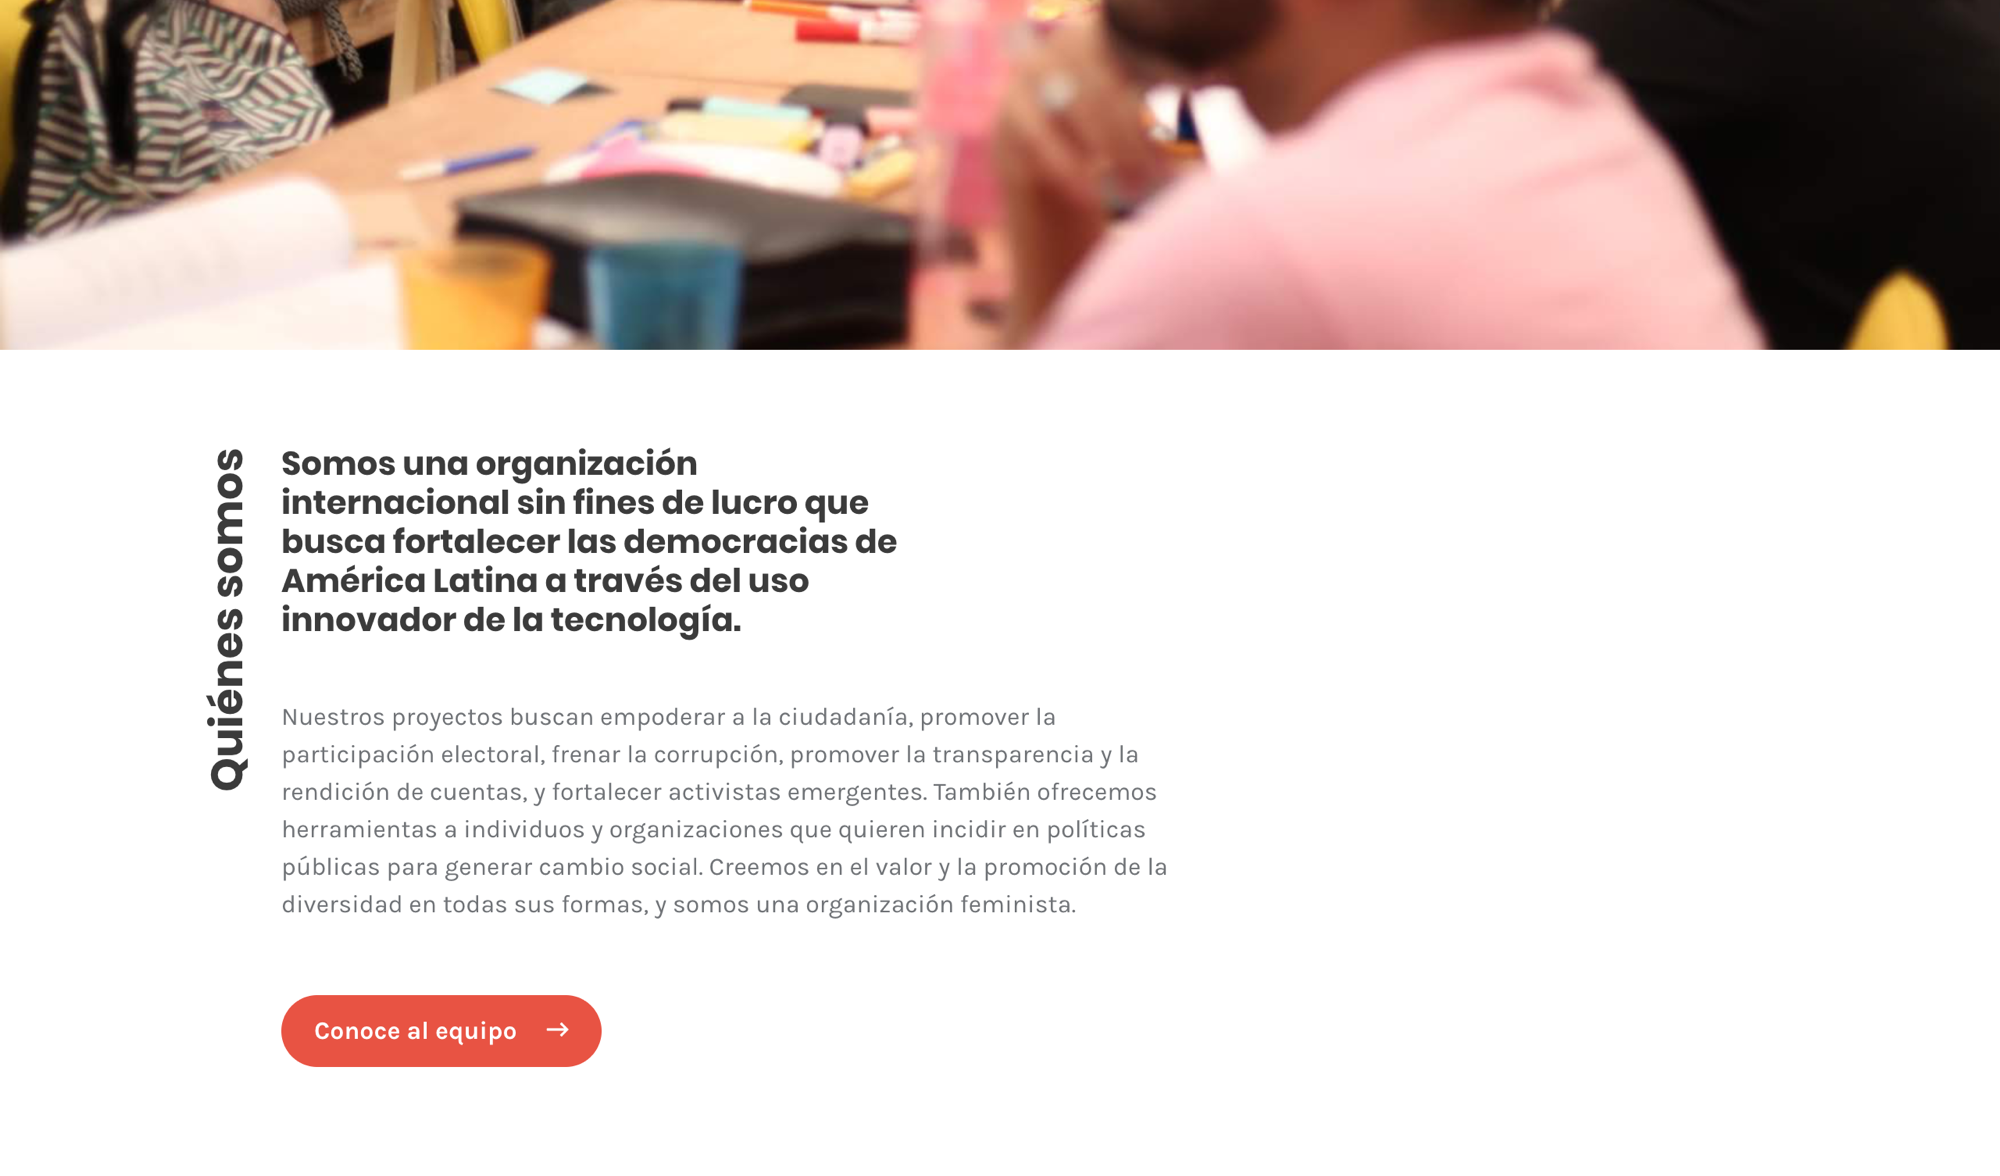 Quiénes somos
Somos una organización
internacional sin fines de lucro que
busca fortalecer las democracias de
América Latina a través del uso
innovador de la tecnología.
Nuestros proyectos buscan empoderar a la ciudadanía, promover la
participación electoral, frenar la corrupción, promover la transparencia y la
rendición de cuentas, y fortalecer activistas emergentes. También ofrecemos
herramientas a individuos y organizaciones que quieren incidir en políticas
públicas para generar cambio social. Creemos en el valor y la promoción de la
diversidad en todas sus formas, y somos una organización feminista.
Conoce al equipo →